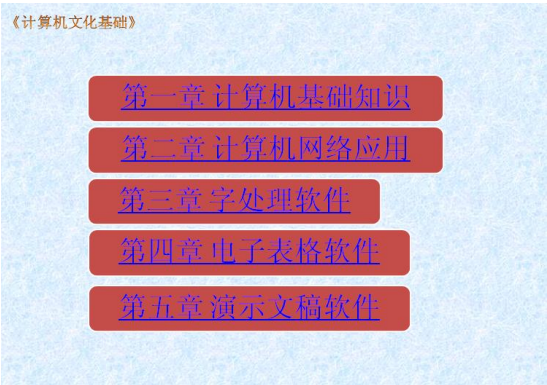 《计算机文化基础》
第一章 计算机基础知识
第二章 计算机网络应用
第三章 字处理软件
第四章 电子表格软件
第五章 演示文稿软件